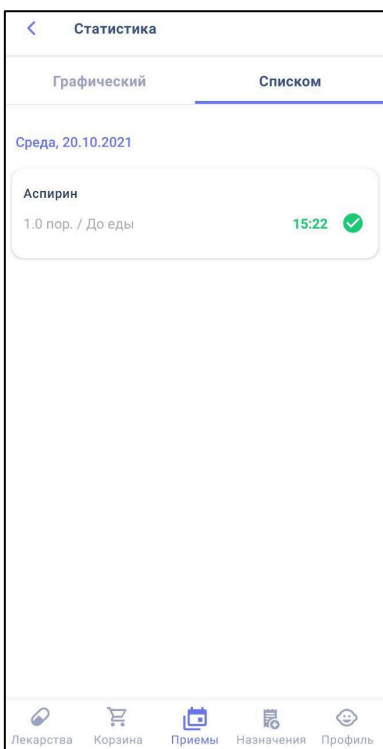 Статистика
Графический Списком
Среда, 20.10.2021
Аспирин
1.0 пор. / До еды 15:22
Лекарства Корзина Приемы Назначения Профиль